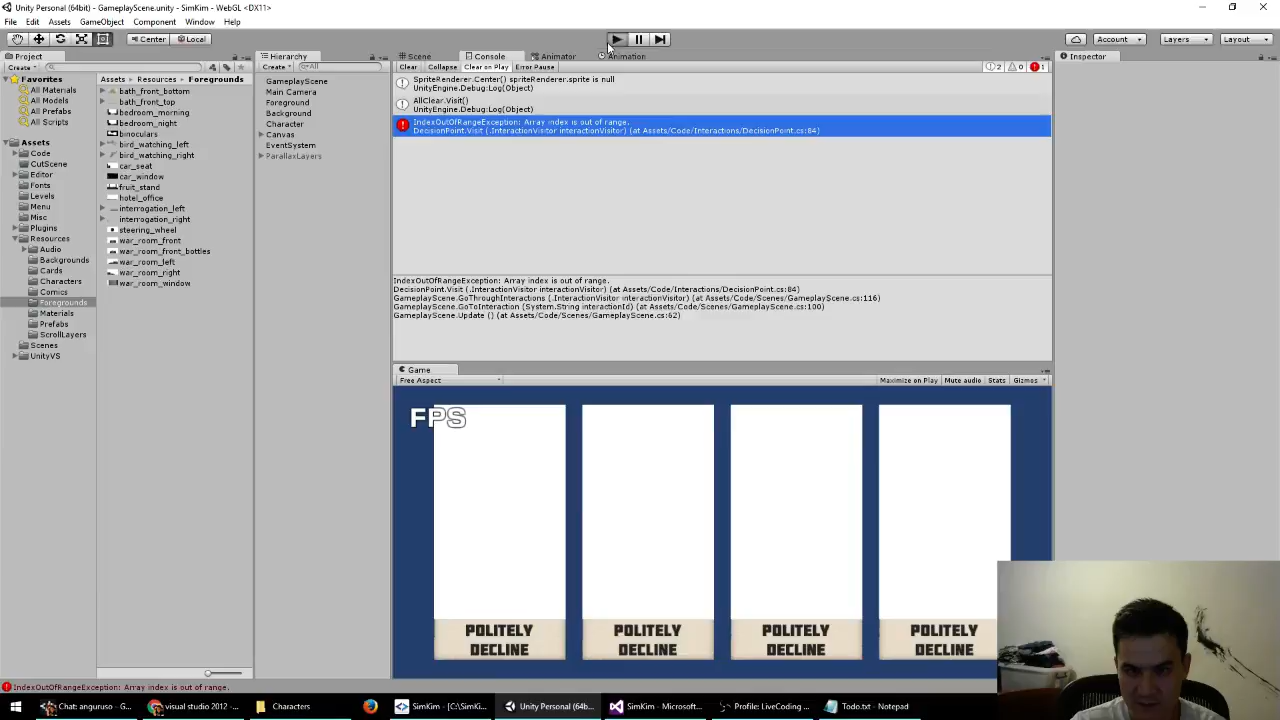 Unity Personal (64bit) - GameplayScene.unity - SimKim - WebGL <DX11>
File Edit Assets GameObject Component Window Help
Center Local Account Layers Layout
Project Hierarchy Scene Console Animator Animation Inspector
Create Create All Clear Collapse Clear on Play Error Pause 2 0 1
Favorites
All Materials
All Models
All Prefabs
All Scripts
Assets
Code
CutScene
Editor
Fonts
Levels
Menu
Misc
Plugins
Resources
Audio
Backgrounds
Cards
Characters
Comics
Foregrounds
Materials
Prefabs
ScrollLayers
Scenes
UnityVS
Assets Resources Foregrounds
bath_front_bottom
bath_front_top
bedroom_morning
bedroom_night
binoculars
bird_watching_left
bird_watching_right
car_seat
car_window
fruit_stand
hotel_office
interrogation_left
interrogation_right
steering_wheel
war_room_front
war_room_front_bottles
war_room_left
war_room_right
war_room_window
GameplayScene
Main Camera
Foreground
Background
Character
Canvas
EventSystem
ParallaxLayers
SpriteRenderer.Center() spriteRenderer.sprite is null
UnityEngine.Debug:Log(Object)
AllClear.Visit()
UnityEngine.Debug:Log(Object)
IndexOutOfRangeException: Array index is out of range.
DecisionPoint.Visit (.InteractionVisitor interactionVisitor) (at Assets/Code/Interactions/DecisionPoint.cs:84)
IndexOutOfRangeException: Array index is out of range.
DecisionPoint.Visit (.InteractionVisitor interactionVisitor) (at Assets/Code/Interactions/DecisionPoint.cs:84)
GameplayScene.GoThroughInteractions (.InteractionVisitor interactionVisitor) (at Assets/Code/Scenes/GameplayScene.cs:116)
GameplayScene.GoToInteraction (System.String interactionId) (at Assets/Code/Scenes/GameplayScene.cs:100)
GameplayScene.Update () (at Assets/Code/Scenes/GameplayScene.cs:62)
Game
Free Aspect Maximize on Play Mute audio Stats Gizmos
FPS
POLITELY
DECLINE
POLITELY
DECLINE
POLITELY
DECLINE
POLITELY
DECLINE
IndexOutOfRangeException: Array index is out of range.
Chat: anguruso - G... visual studio 2012 - ... Characters SimKim - [C:\SimK... Unity Personal (64b... SimKim - Microsoft... Profile: LiveCoding ... Todo.txt - Notepad